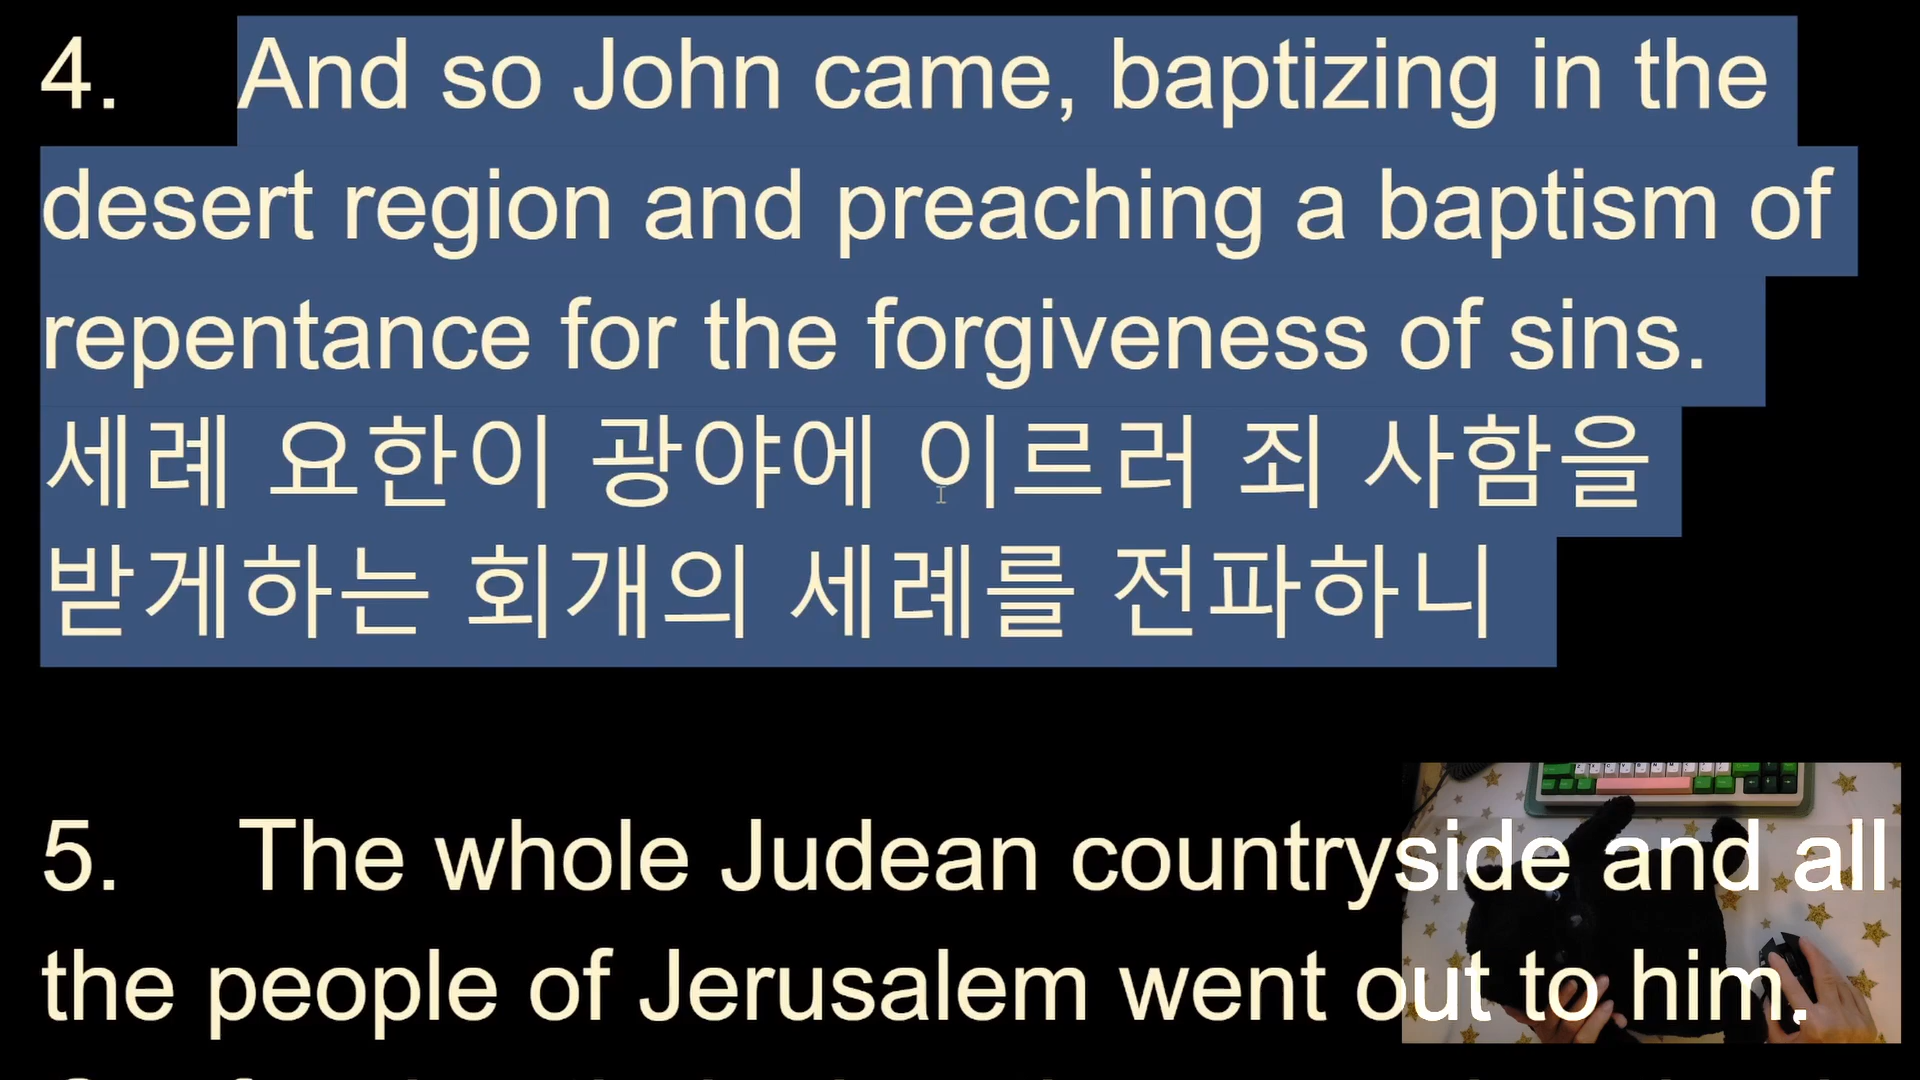 4. And so John came, baptizing in the
desert region and preaching a baptism of
repentance for the forgiveness of sins.
세례 요한이 광야에 이르러 죄 사함을
받게하는 회개의 세례를 전파하니
5. The whole Judean countryside and all
the people of Jerusalem went out to him.